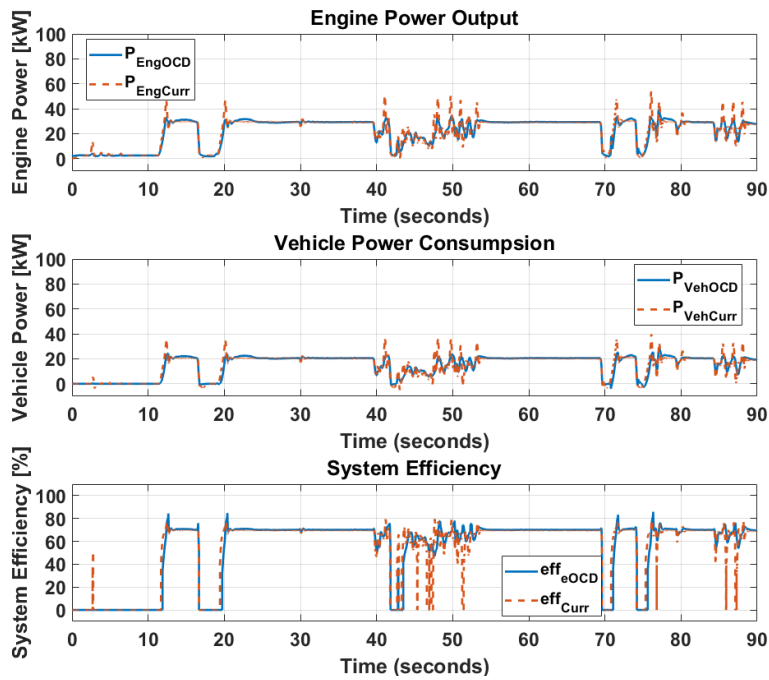 Engine Power Output
Engine Power [kW]
100
80
60
40
20
0
P_EngOCD
P_EngCurr
0 10 20 30 40 50 60 70 80 90
Time (seconds)
Vehicle Power Consumpsion
Vehicle Power [kW]
100
80
60
40
20
0
P_VehOCD
P_VehCurr
0 10 20 30 40 50 60 70 80 90
Time (seconds)
System Efficiency
System Efficiency [%]
100
80
60
40
20
0
eff_eOCD
eff_Curr
0 10 20 30 40 50 60 70 80 90
Time (seconds)